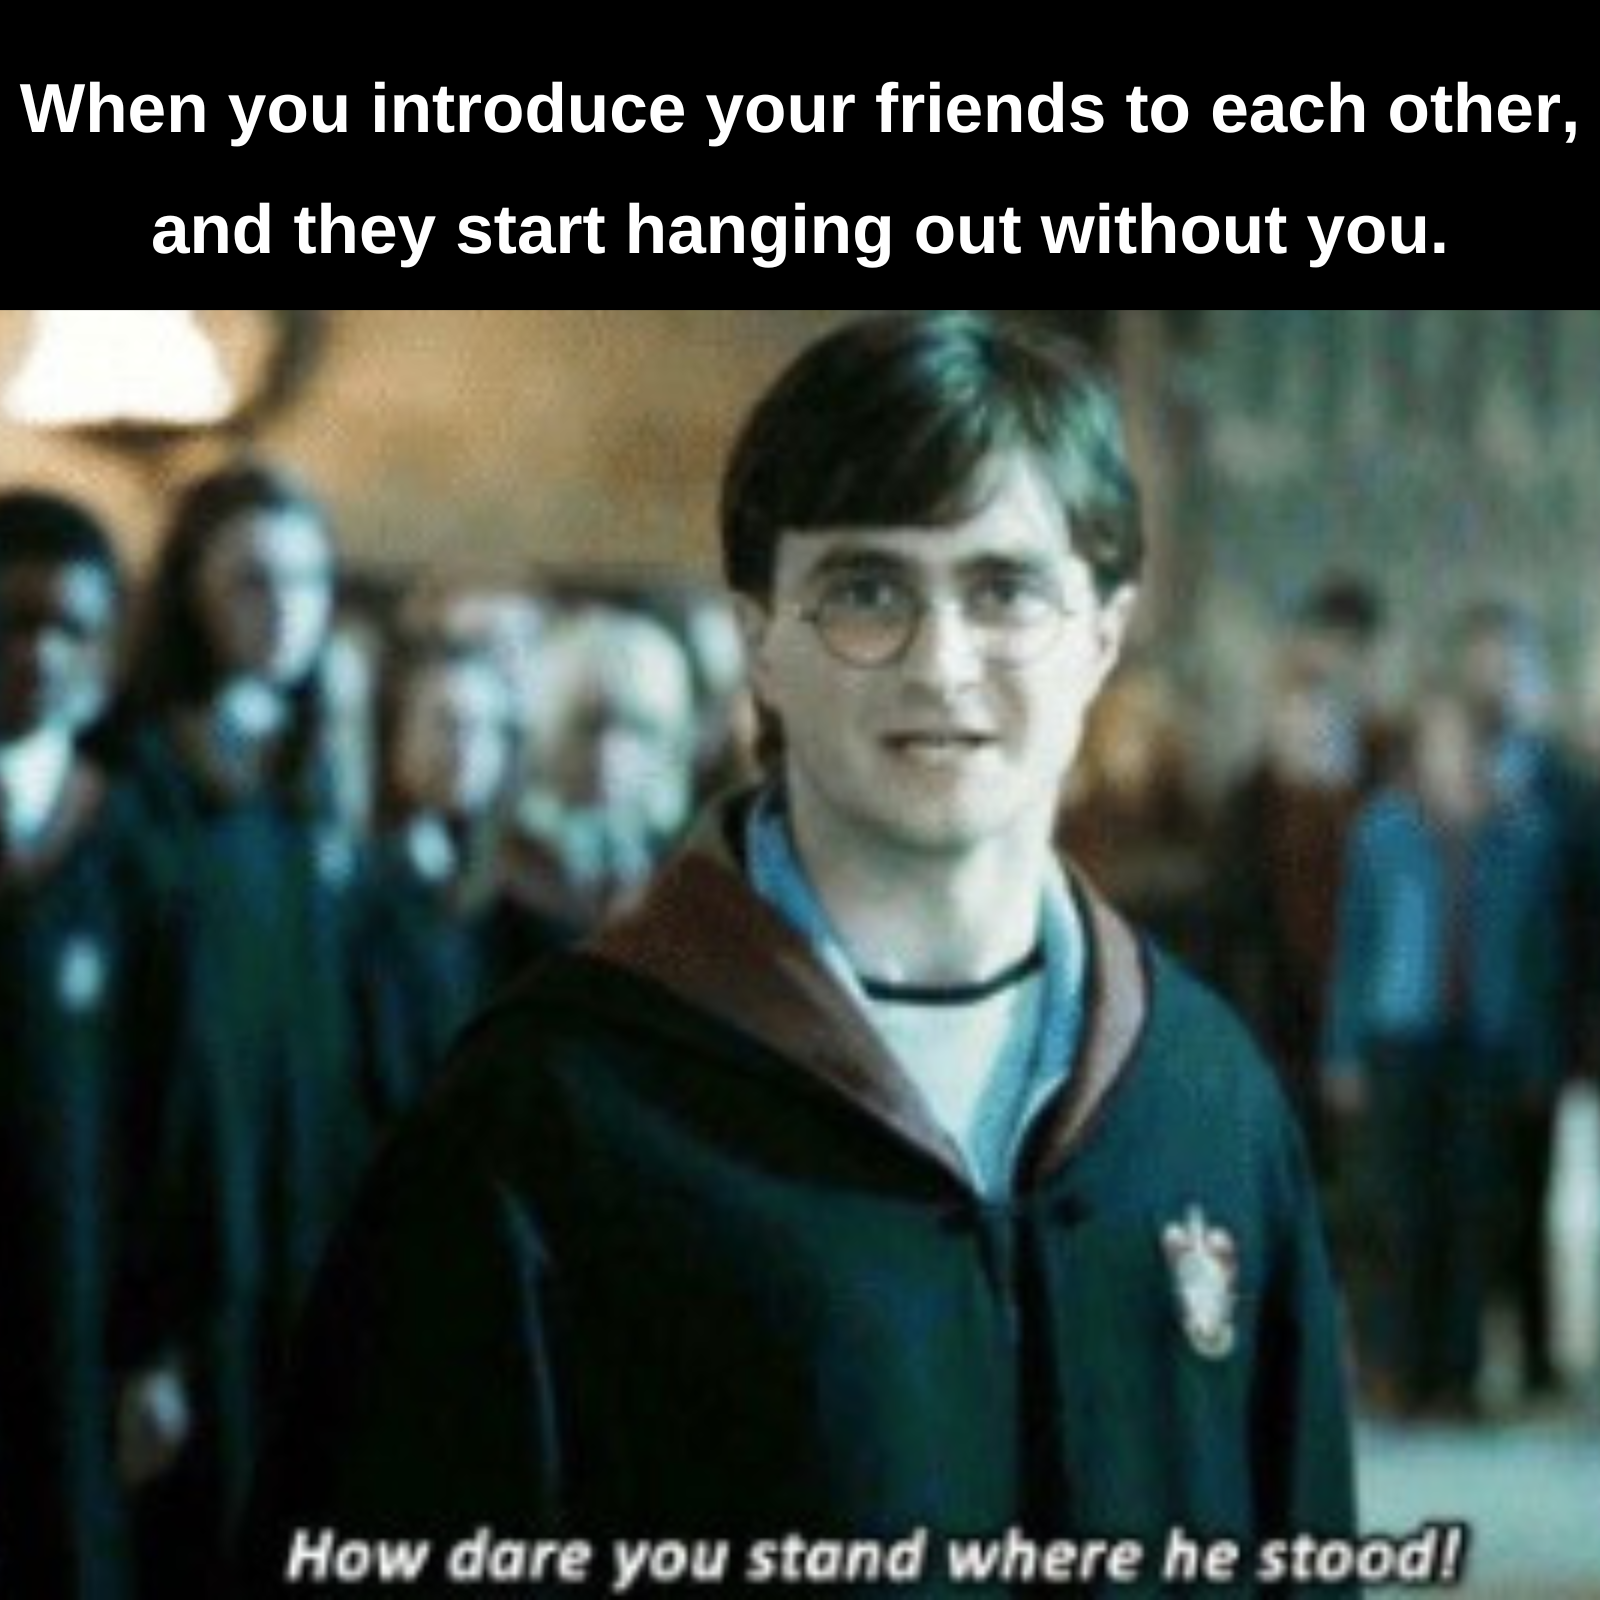 When you introduce your friends to each other,
and they start hanging out without you.
How dare you stand where he stood!